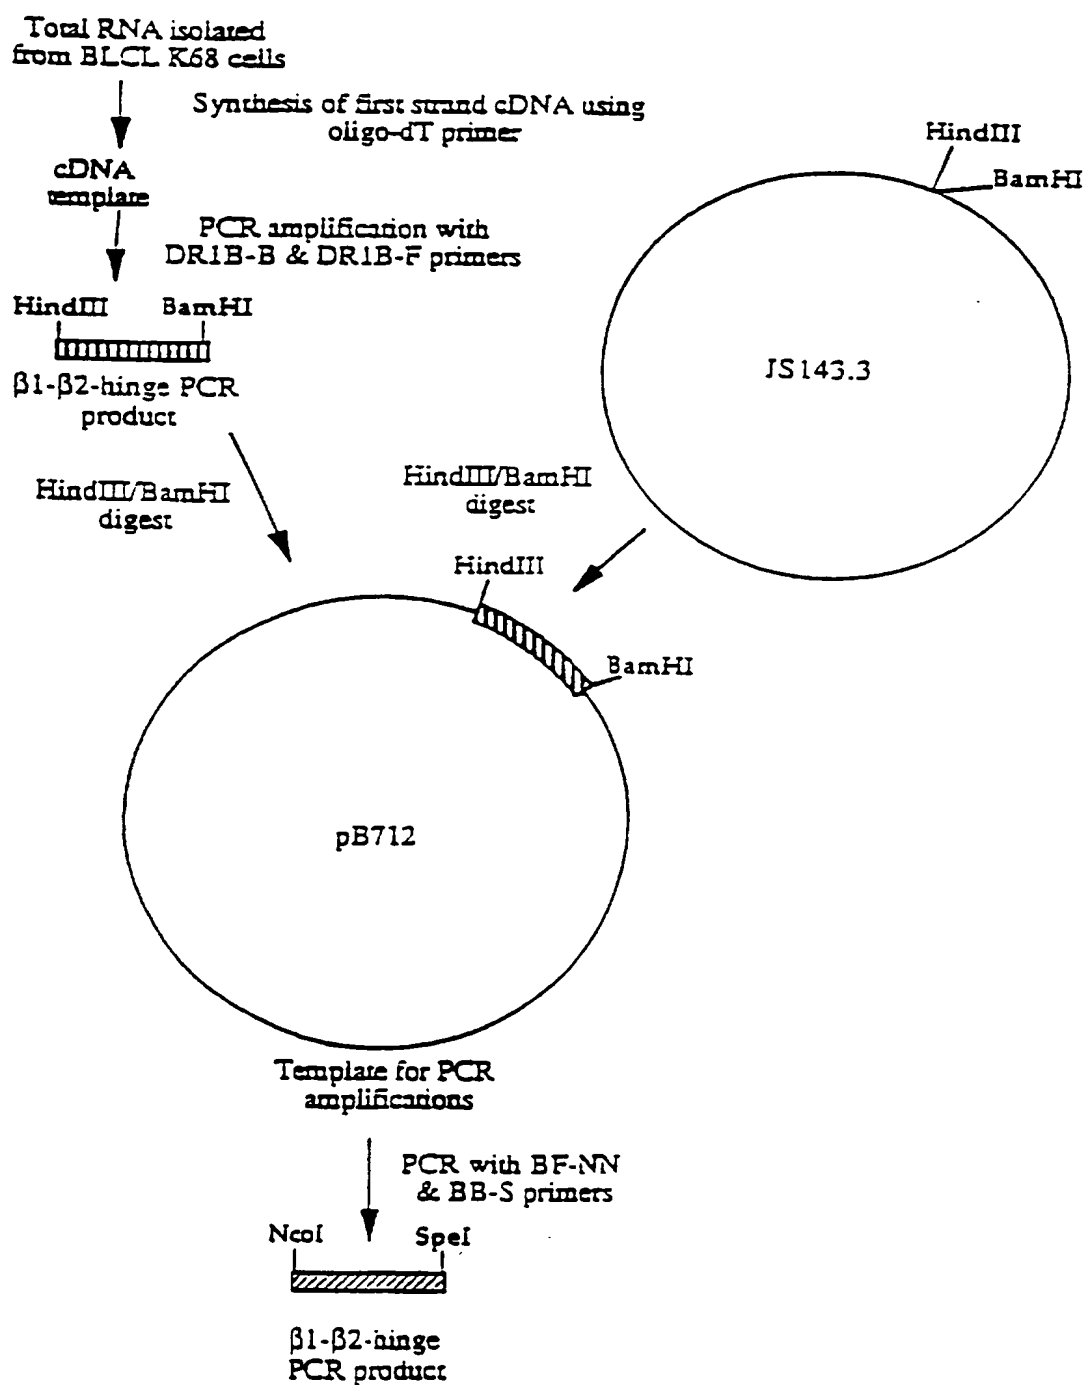 Total RNA isolated
from BLCL K68 cells
Synthesis of first strand cDNA using
oligo-dT primer
cDNA
template
PCR amplification with
DR1B-B & DR1B-F primers
HindIII BamHI
β1-β2-hinge PCR
product
HindIII
BamHI
JS143.3
HindIII/BamHI
digest
HindIII/BamHI
digest
HindIII
BamHI
pB712
Template for PCR
amplifications
PCR with BF-NN
& BB-S primers
NcoI SpeI
β1-β2-hinge
PCR product